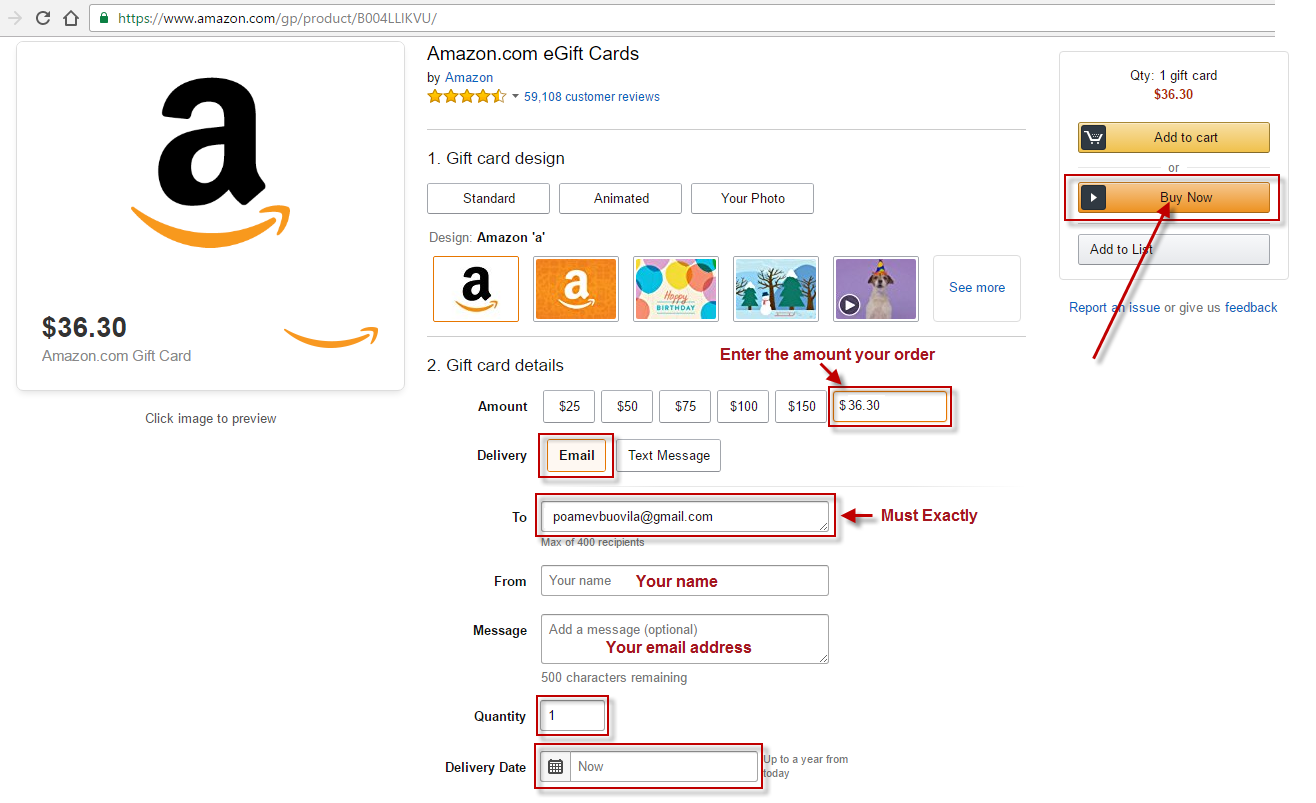 https://www.amazon.com/gp/product/B004LLIKVU/
a
$36.30
Amazon.com Gift Card
Click image to preview
Amazon.com eGift Cards
by Amazon
59,108 customer reviews
1. Gift card design
Standard Animated Your Photo
Design: Amazon 'a'
a a Happy BIRTHDAY See more
2. Gift card details
Enter the amount your order
Amount $25 $50 $75 $100 $150 $36.30
Delivery Email Text Message
To poamevbuovila@gmail.com Must Exactly
Max of 400 recipients
From Your name Your name
Message Add a message (optional)
Your email address
500 characters remaining
Quantity 1
Delivery Date Now Up to a year from
today
Qty: 1 gift card
$36.30
Add to cart
or
Buy Now
Add to List
Report an issue or give us feedback